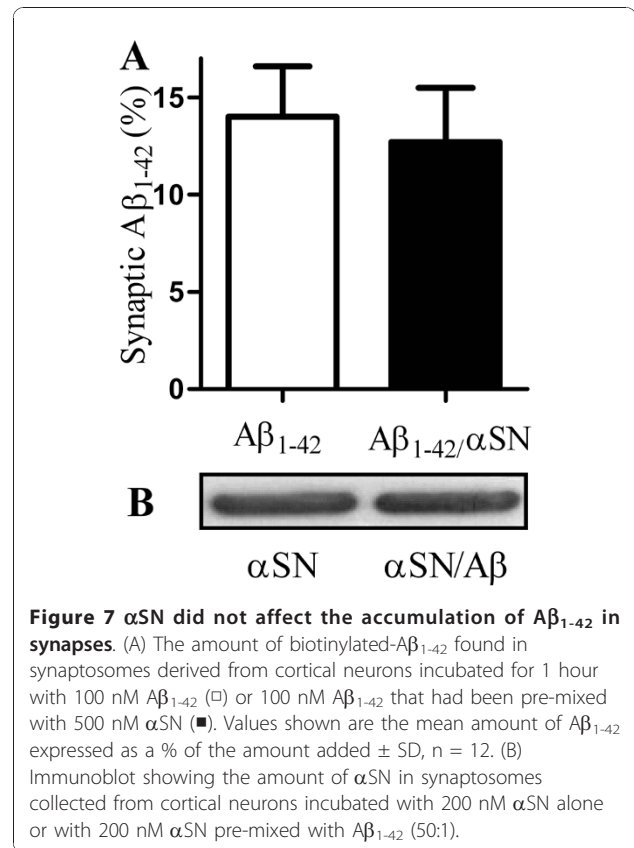 A
Synaptic Aβ1-42 (%)
15
10
5
0
Aβ1-42
Aβ1-42/αSN
B
αSN
αSN/Aβ
Figure 7 αSN did not affect the accumulation of Aβ1-42 in
synapses. (A) The amount of biotinylated-Aβ1-42 found in
synaptosomes derived from cortical neurons incubated for 1 hour
with 100 nM Aβ1-42 (□) or 100 nM Aβ1-42 that had been pre-mixed
with 500 nM αSN (■). Values shown are the mean amount of Aβ1-42
expressed as a % of the amount added ± SD, n = 12. (B)
Immunoblot showing the amount of αSN in synaptosomes
collected from cortical neurons incubated with 200 nM αSN alone
or with 200 nM αSN pre-mixed with Aβ1-42 (50:1).